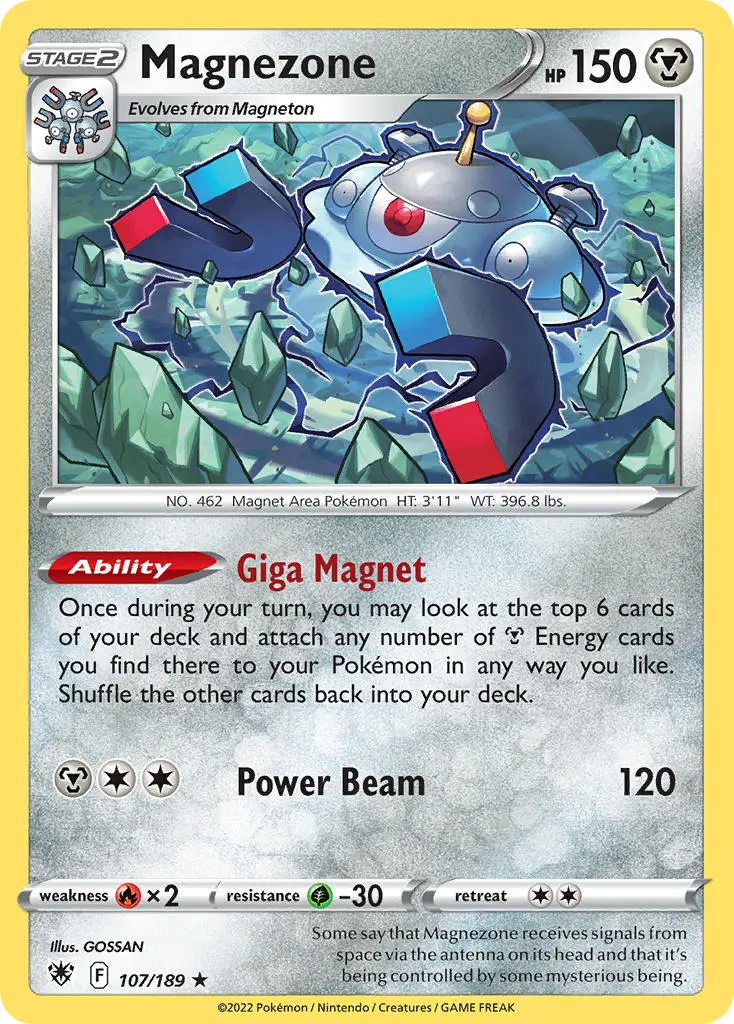 STAGE 2
Magnezone
HP 150
Evolves from Magneton
NO. 462 Magnet Area Pokémon HT: 3'11" WT: 396.8 lbs.
Ability Giga Magnet
Once during your turn, you may look at the top 6 cards
of your deck and attach any number of Energy cards
you find there to your Pokémon in any way you like.
Shuffle the other cards back into your deck.
Power Beam 120
weakness ×2 resistance -30 retreat
Illus. GOSSAN
F 107/189 ★
Some say that Magnezone receives signals from
space via the antenna on its head and that it's
being controlled by some mysterious being.
©2022 Pokémon / Nintendo / Creatures / GAME FREAK